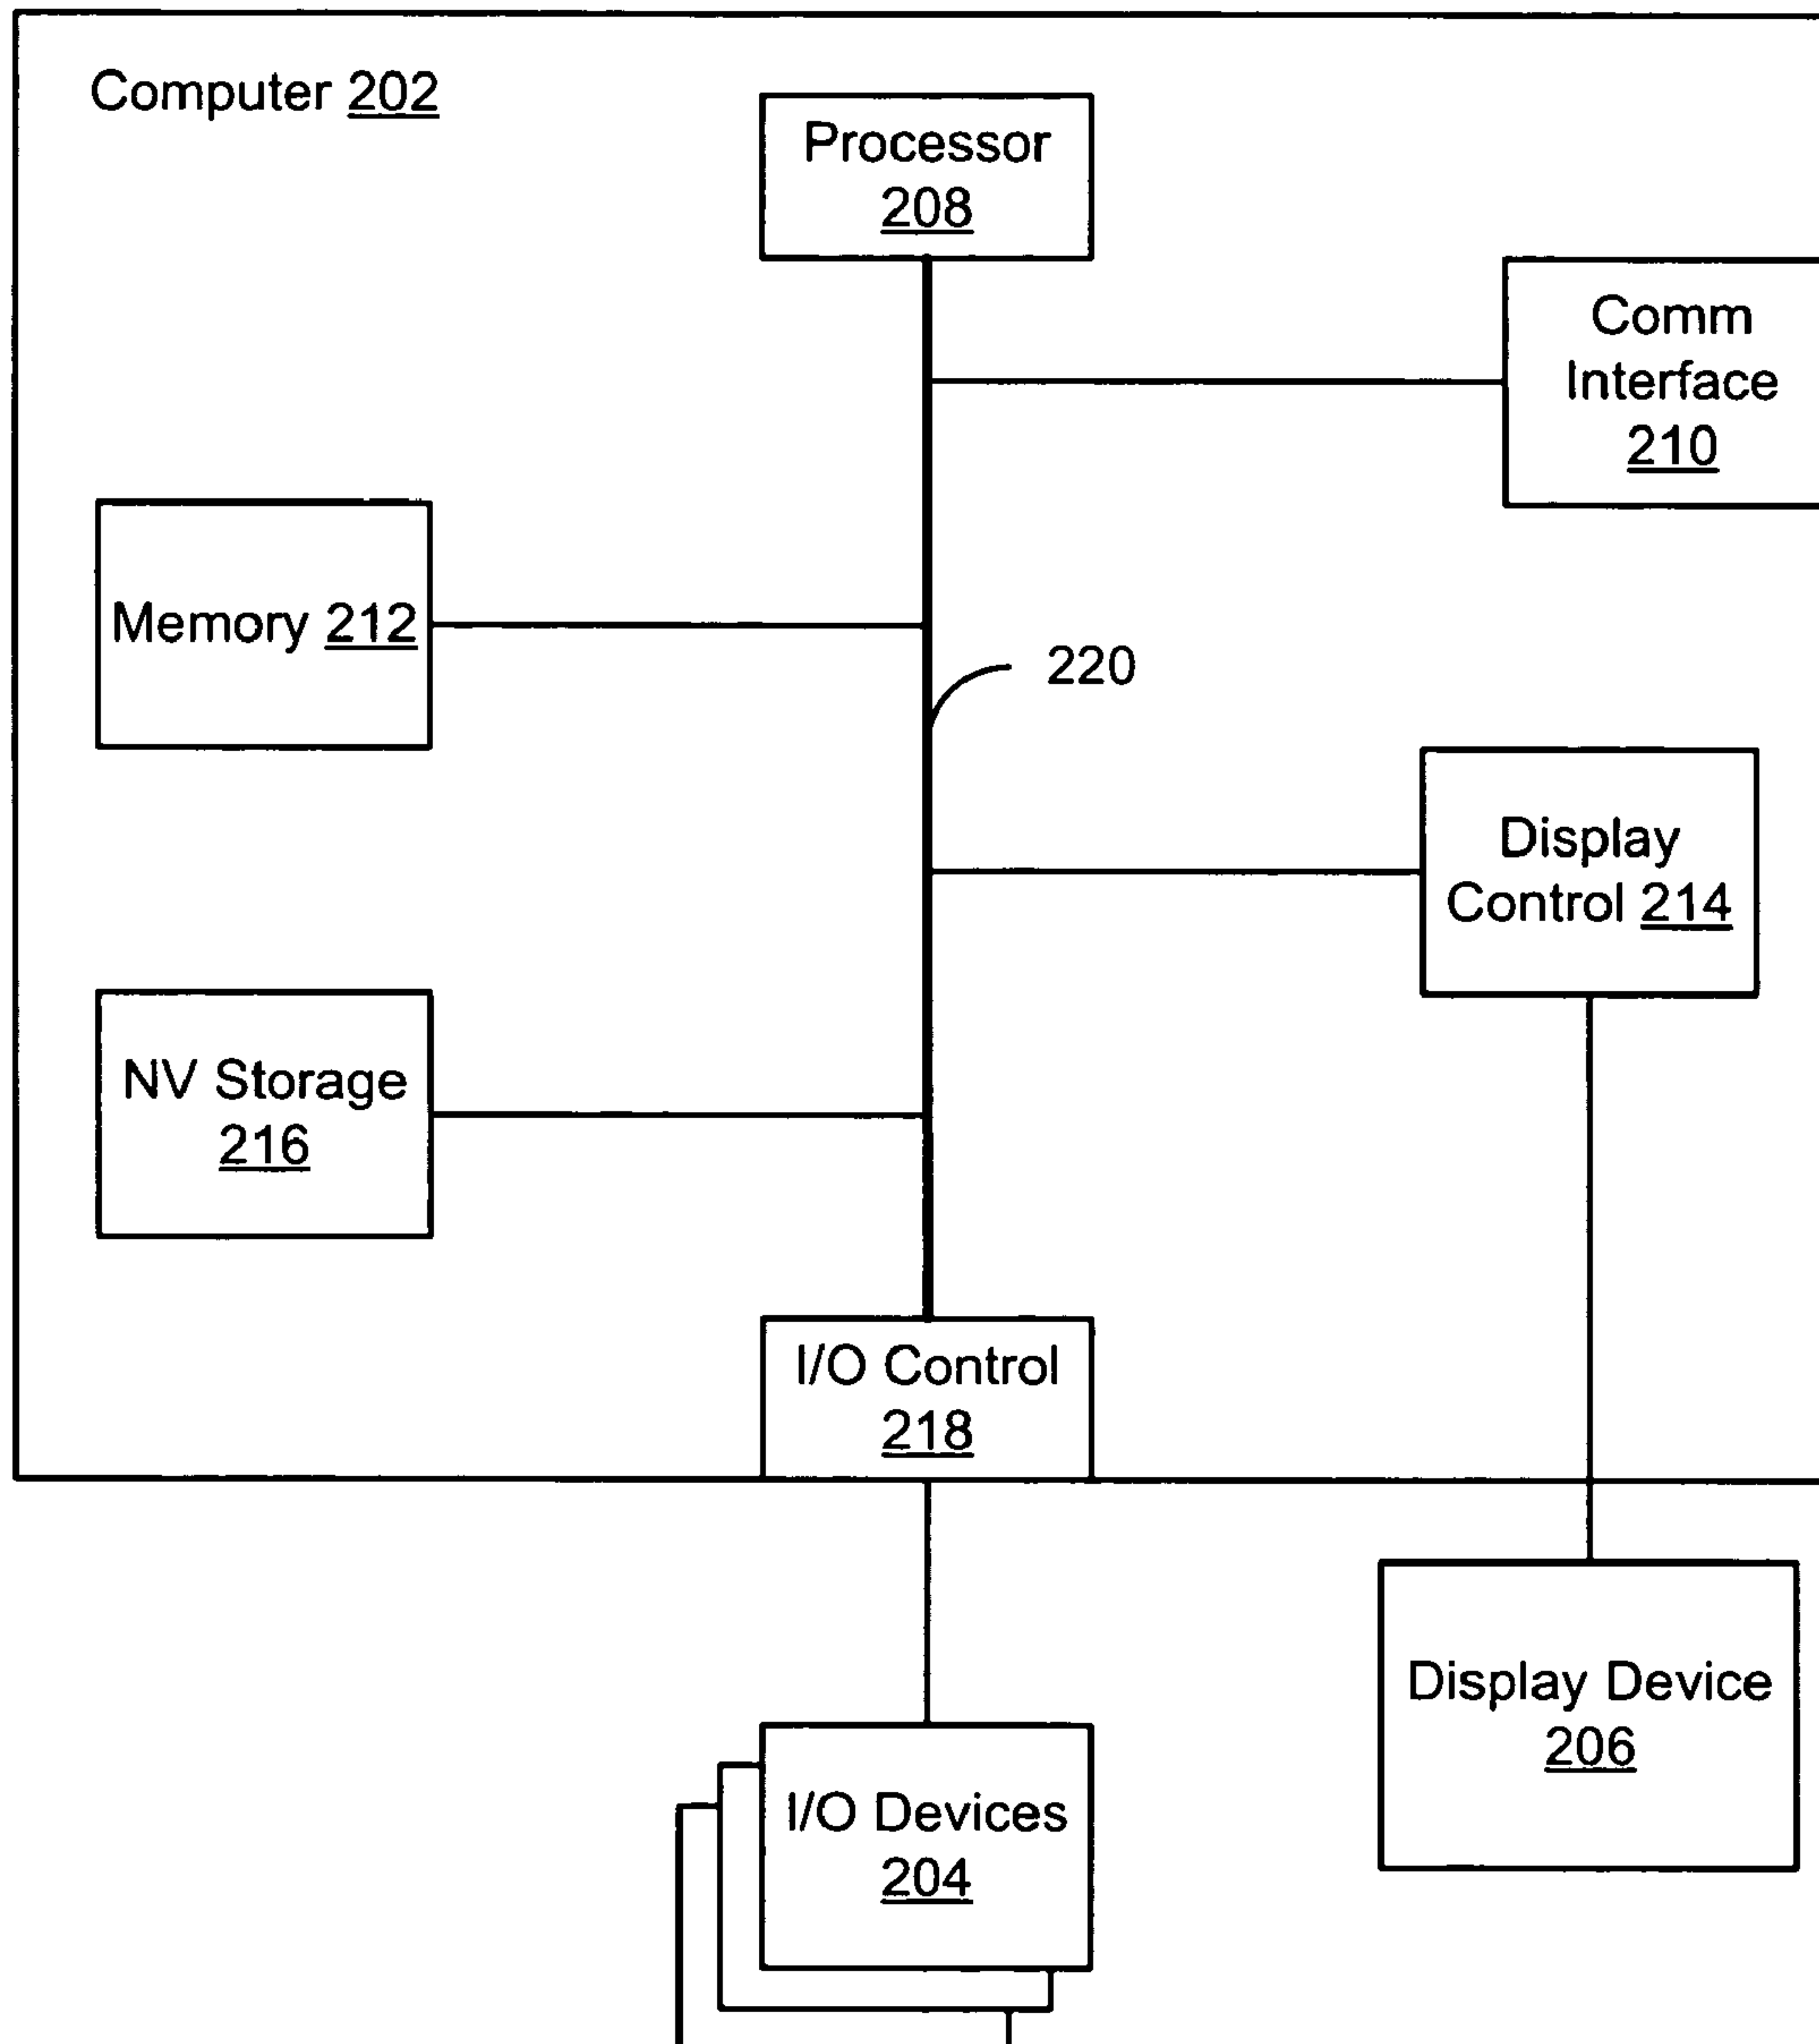 Computer 202
Processor
208
Comm
Interface
210
Memory 212
220
Display
Control 214
NV Storage
216
I/O Control
218
Display Device
206
I/O Devices
204